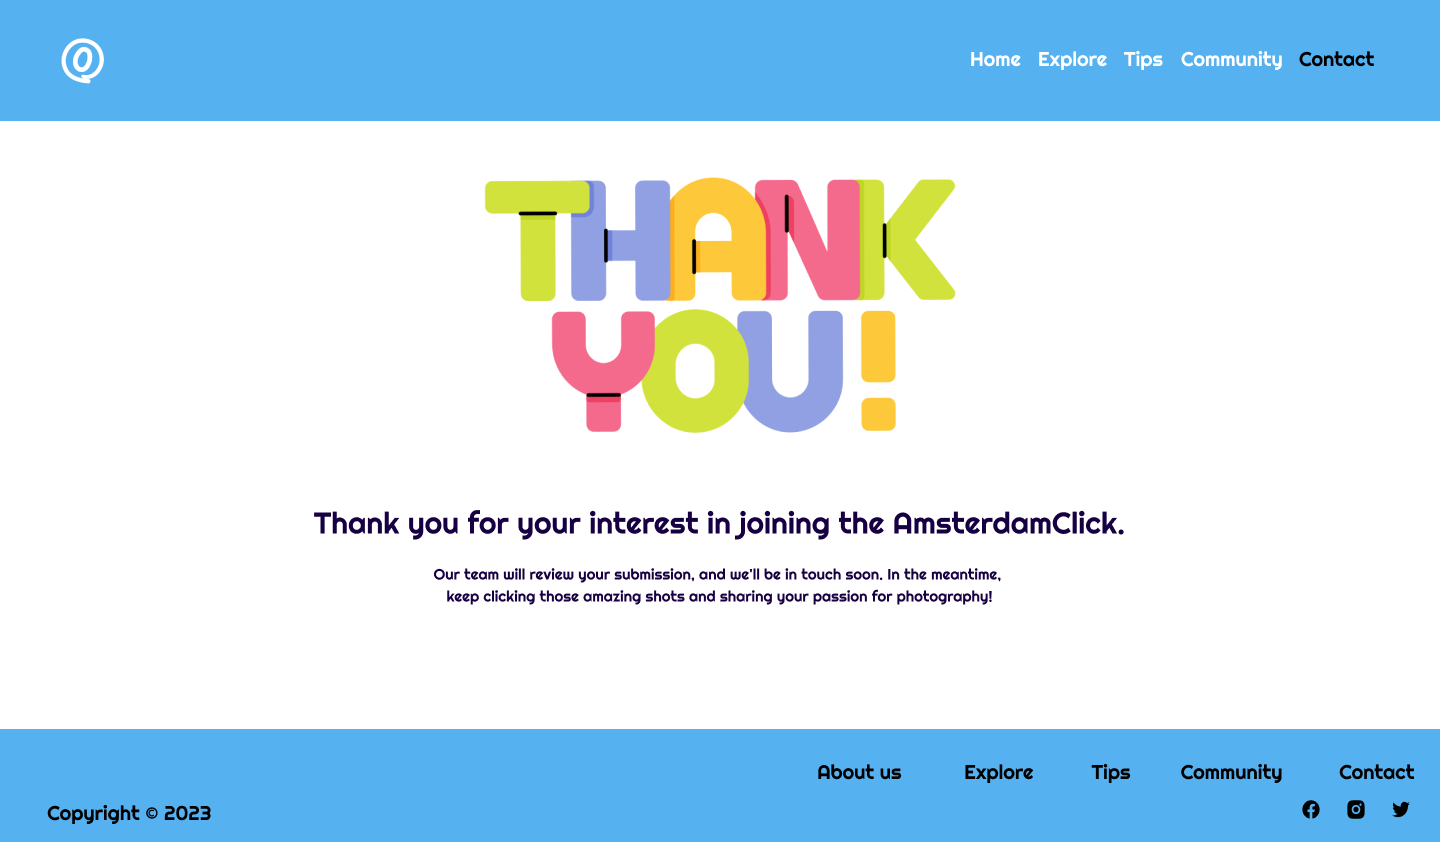 Home Explore Tips Community Contact
THANK
YOU!
Thank you for your interest in joining the AmsterdamClick.
Our team will review your submission, and we'll be in touch soon. In the meantime,
keep clicking those amazing shots and sharing your passion for photography!
About us Explore Tips Community Contact
Copyright © 2023